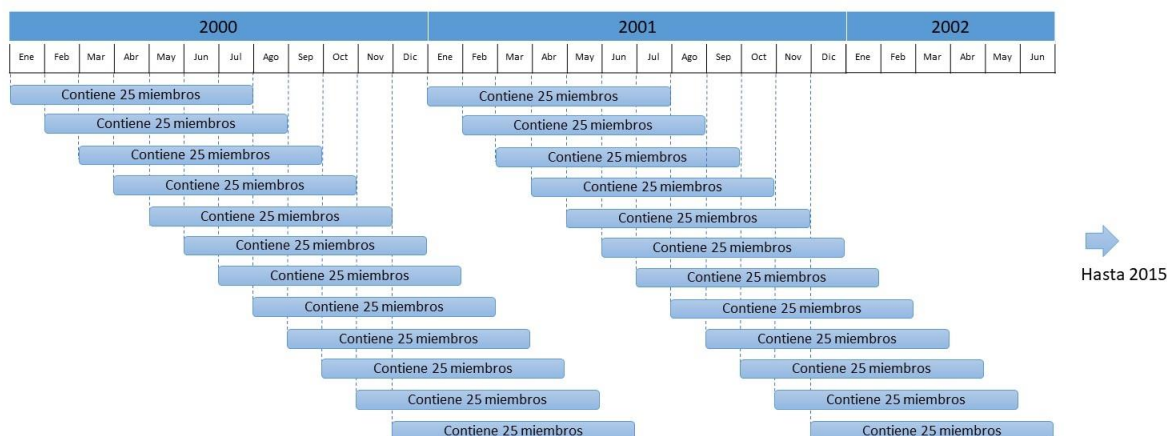 2000 2001 2002
Ene Feb Mar Abr May Jun Jul Ago Sep Oct Nov Dic Ene Feb Mar Abr May Jun Jul Ago Sep Oct Nov Dic Ene Feb Mar Abr May Jun
Contiene 25 miembros Contiene 25 miembros
Contiene 25 miembros Contiene 25 miembros
Contiene 25 miembros Contiene 25 miembros
Contiene 25 miembros Contiene 25 miembros
Contiene 25 miembros Contiene 25 miembros
Contiene 25 miembros Contiene 25 miembros
Contiene 25 miembros Contiene 25 miembros
Hasta 2015
Contiene 25 miembros Contiene 25 miembros
Contiene 25 miembros Contiene 25 miembros
Contiene 25 miembros Contiene 25 miembros
Contiene 25 miembros Contiene 25 miembros
Contiene 25 miembros Contiene 25 miembros